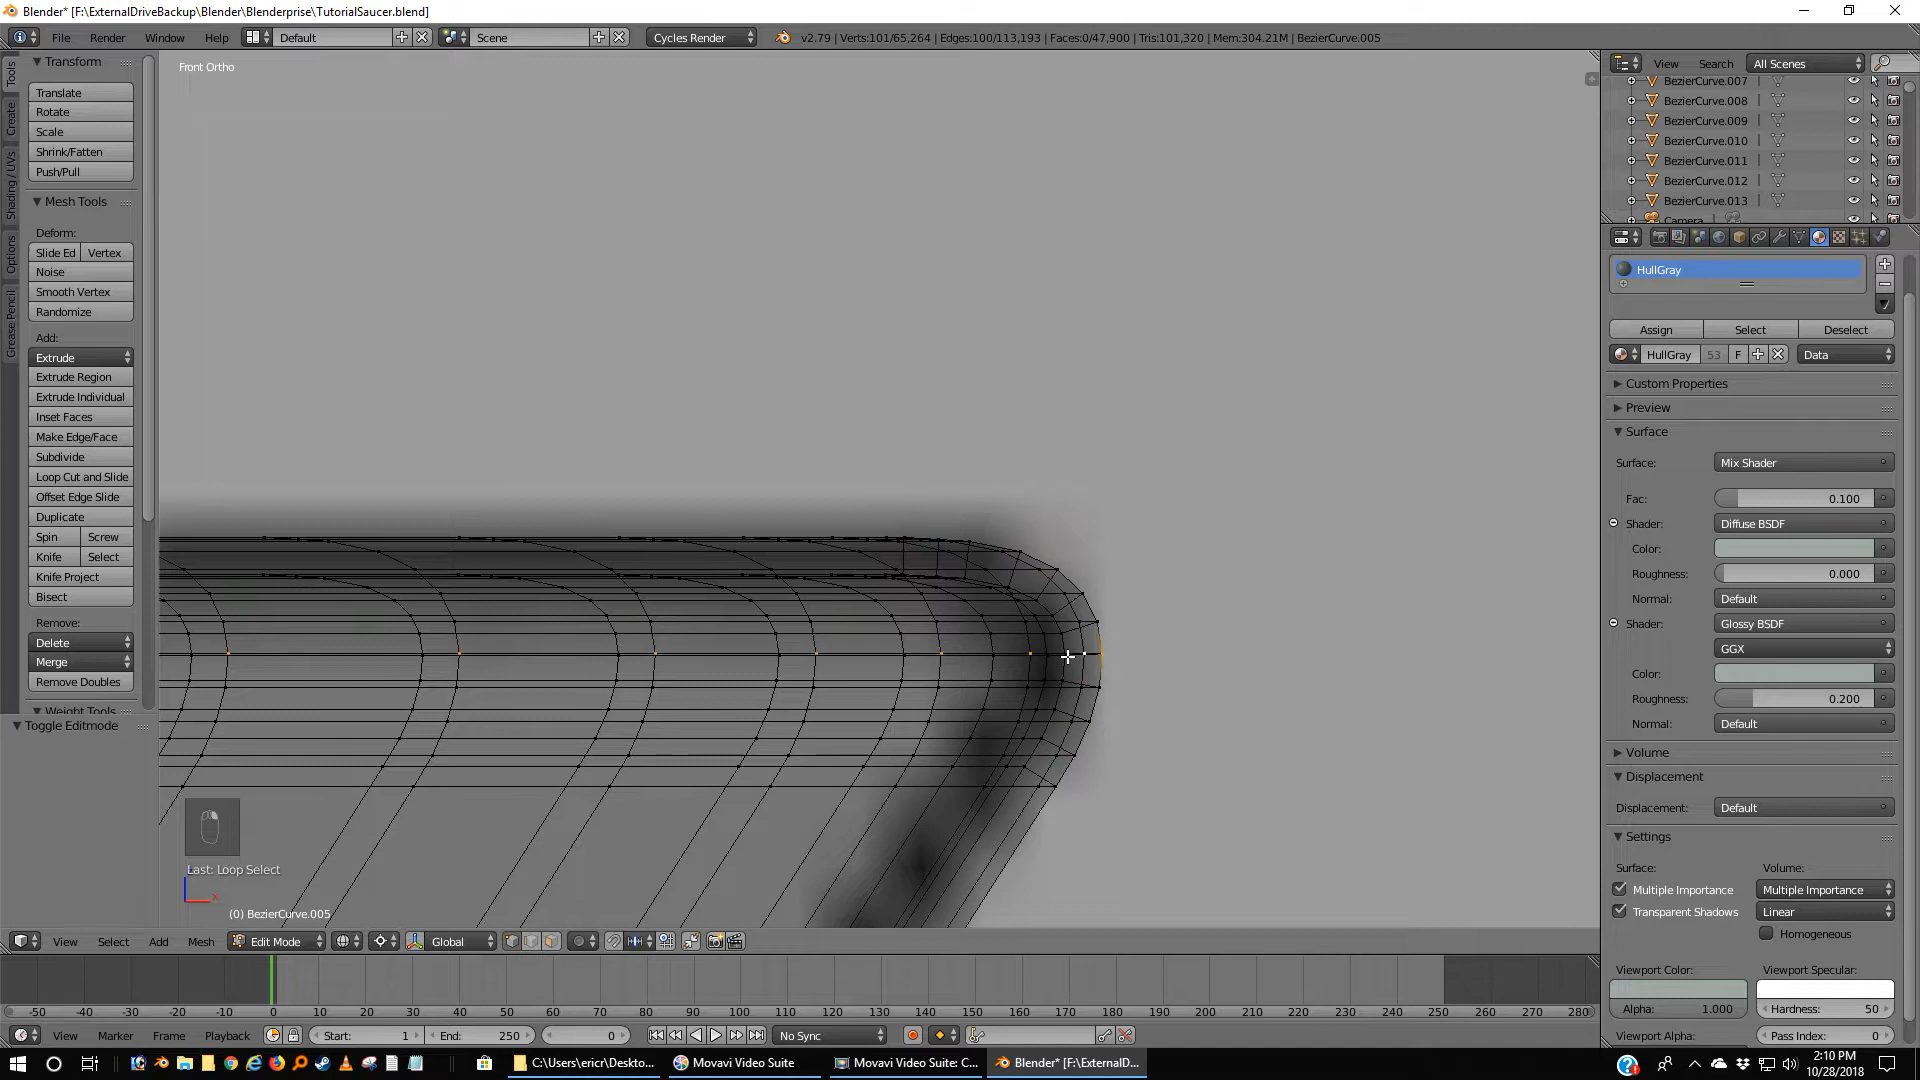 Blender* [F:\ExternalDriveBackup\Blender\Blenderprise\TutorialSaucer.blend]
File Render Window Help Default Scene Cycles Render v2.79 | Verts:101/65,264 | Edges:100/113,193 | Faces:0/47,900 | Tris:101,320 | Mem:304.21M | BezierCurve.005
Tools
Create
Shading / UVs
Options
Grease Pencil
Transform
Translate
Rotate
Scale
Shrink/Fatten
Push/Pull
Mesh Tools
Deform:
Slide Ed Vertex
Noise
Smooth Vertex
Randomize
Add:
Extrude
Extrude Region
Extrude Individual
Inset Faces
Make Edge/Face
Subdivide
Loop Cut and Slide
Offset Edge Slide
Duplicate
Spin Screw
Knife Select
Knife Project
Bisect
Remove:
Delete
Merge
Remove Doubles
Weight Tools
Toggle Editmode
Front Ortho
Last: Loop Select
x
(0) BezierCurve.005
View Select Add Mesh Edit Mode Global
-50 -40 -30 -20 -10 0 10 20 30 40 50 60 70 80 90 100 110 120 130 140 150 160 170 180 190 200 210 220 230 240 250 260 270 280
View Marker Frame Playback Start: 1 End: 250 0 No Sync
View Search All Scenes
BezierCurve.007
BezierCurve.008
BezierCurve.009
BezierCurve.010
BezierCurve.011
BezierCurve.012
BezierCurve.013
Camera
HullGray
Assign Select Deselect
HullGray 53 F Data
Custom Properties
Preview
Surface
Surface: Mix Shader
Fac: 0.100
Shader: Diffuse BSDF
Color:
Roughness: 0.000
Normal: Default
Shader: Glossy BSDF
GGX
Color:
Roughness: 0.200
Normal: Default
Volume
Displacement
Displacement: Default
Settings
Surface: Volume:
Multiple Importance Multiple Importance
Transparent Shadows Linear
Homogeneous
Viewport Color: Viewport Specular:
Alpha: 1.000 Hardness: 50
Viewport Alpha: Pass Index: 0
C:\Users\ericr\Deskto... Movavi Video Suite Movavi Video Suite: C... Blender* [F:\ExternalD... 2:10 PM
10/28/2018